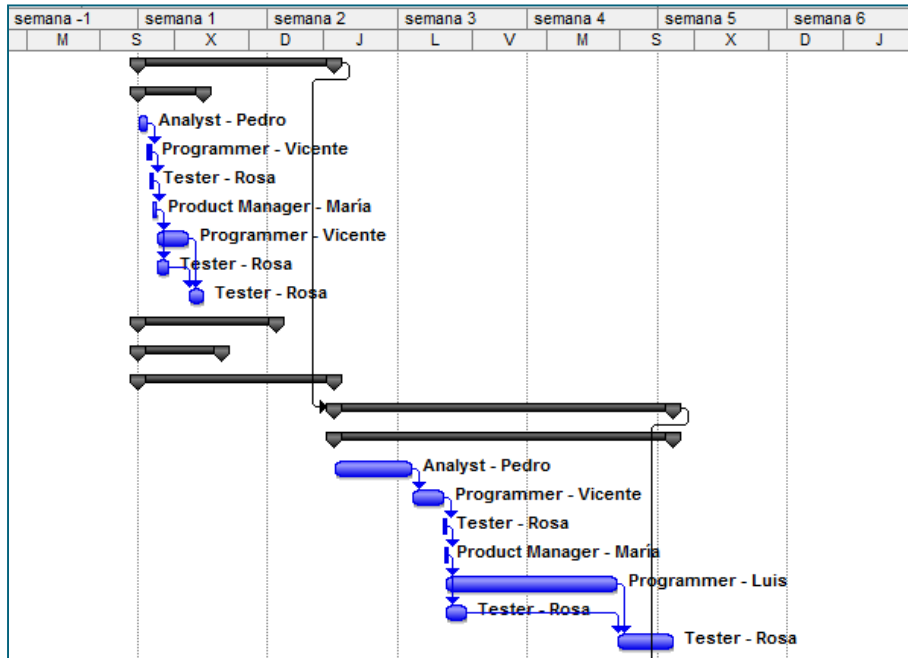 semana -1 semana 1 semana 2 semana 3 semana 4 semana 5 semana 6
M S X D J L V M S X D J
Analyst - Pedro
Programmer - Vicente
Tester - Rosa
Product Manager - María
Programmer - Vicente
Tester - Rosa
Tester - Rosa
Analyst - Pedro
Programmer - Vicente
Tester - Rosa
Product Manager - María
Programmer - Luis
Tester - Rosa
Tester - Rosa